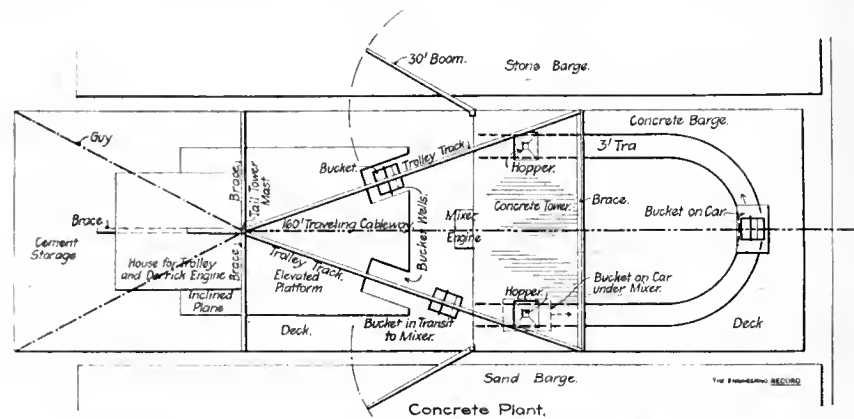 30' Boom.
Stone Barge.
Guy
Concrete Barge.
Bucket.
Trolley Track.
3' Tra
Hopper.
Brace.
Tail Tower
Mast.
Bucket Wells.
Concrete Tower.
Brace.
Brace.
160' Traveling Cableway
Mixer
Engine
Bucket on Car
Cement
Storage
House for Trolley
and Derrick Engine
Brace.
Trolley Track.
Elevated
Platform
Hopper.
Bucket on Car
under Mixer.
Inclined
Plane
Deck.
Bucket in Transit
to Mixer.
Deck
Sand Barge.
THE ENGINEERING RECORD
Concrete Plant.